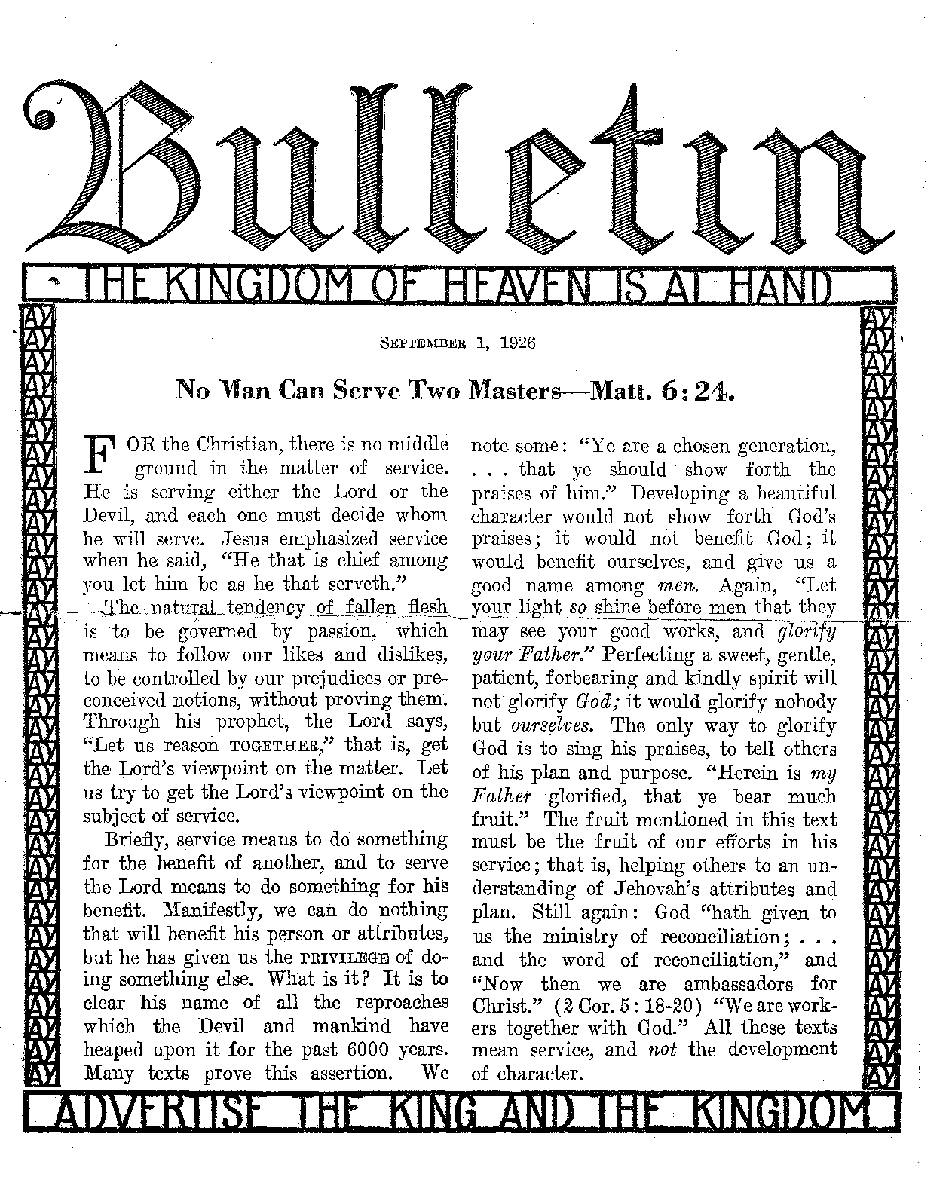 Bulletin
THE KINGDOM OF HEAVEN IS AT HAND
SEPTEMBER 1, 1926
No Man Can Serve Two Masters—Matt. 6:24.
FOR the Christian, there is no middle
ground in the matter of service.
He is serving either the Lord or the
Devil, and each one must decide whom
he will serve. Jesus emphasized service
when he said, “He that is chief among
you let him be as he that serveth.”
The natural tendency of fallen flesh
is to be governed by passion, which
means to follow our likes and dislikes,
to be controlled by our prejudices or pre-
conceived notions, without proving them.
Through his prophet, the Lord says,
“Let us reason TOGETHER,” that is, get
the Lord’s viewpoint on the matter. Let
us try to get the Lord’s viewpoint on the
subject of service.
Briefly, service means to do something
for the benefit of another, and to serve
the Lord means to do something for his
benefit. Manifestly, we can do nothing
that will benefit his person or attributes,
but he has given us the PRIVILEGE of do-
ing something else. What is it? It is to
clear his name of all the reproaches
which the Devil and mankind have
heaped upon it for the past 6000 years.
Many texts prove this assertion. We
note some: “Ye are a chosen generation,
. . . that ye should show forth the
praises of him.” Developing a beautiful
character would not show forth God’s
praises; it would not benefit God; it
would benefit ourselves, and give us a
good name among men. Again, “Let
your light so shine before men that they
may see your good works, and glorify
your Father.” Perfecting a sweet, gentle,
patient, forbearing and kindly spirit will
not glorify God; it would glorify nobody
but ourselves. The only way to glorify
God is to sing his praises, to tell others
of his plan and purpose. “Herein is my
Father glorified, that ye bear much
fruit.” The fruit mentioned in this text
must be the fruit of our efforts in his
service; that is, helping others to an un-
derstanding of Jehovah’s attributes and
plan. Still again: God “hath given to
us the ministry of reconciliation; . . .
and the word of reconciliation,” and
“Now then we are ambassadors for
Christ.” (2 Cor. 5:18-20) “We are work-
ers together with God.” All these texts
mean service, and not the development
of character.
ADVERTISE THE KING AND THE KINGDOM